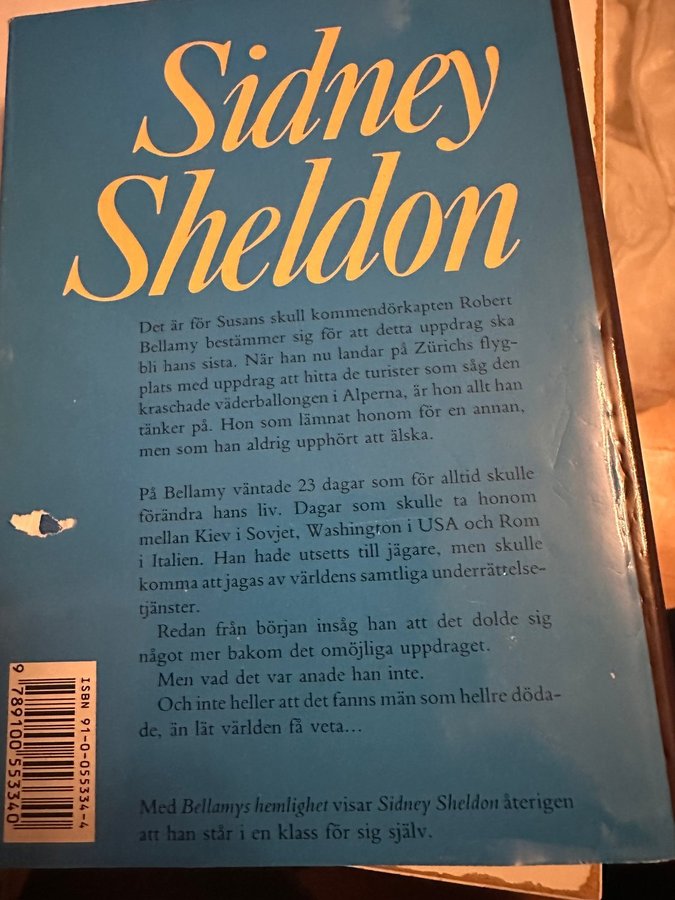 Sidney
Sheldon
Det är för Susans skull kommendörkapten Robert
Bellamy bestämmer sig för att detta uppdrag ska
bli hans sista. När han nu landar på Zürichs flyg-
plats med uppdrag att hitta de turister som såg den
kraschade väderballongen i Alperna, är hon allt han
tänker på. Hon som lämnat honom för en annan,
men som han aldrig upphört att älska.
På Bellamy väntade 23 dagar som för alltid skulle
förändra hans liv. Dagar som skulle ta honom
mellan Kiev i Sovjet, Washington i USA och Rom
i Italien. Han hade utsetts till jägare, men skulle
komma att jagas av världens samtliga underrättelse-
tjänster.
Redan från början insåg han att det dolde sig
något mer bakom det omöjliga uppdraget.
Men vad det var anade han inte.
Och inte heller att det fanns män som hellre döda-
de, än lät världen få veta...
Med Bellamys hemlighet visar Sidney Sheldon återigen
att han står i en klass för sig själv.
ISBN 91-0-055334-4
9 789100 553340